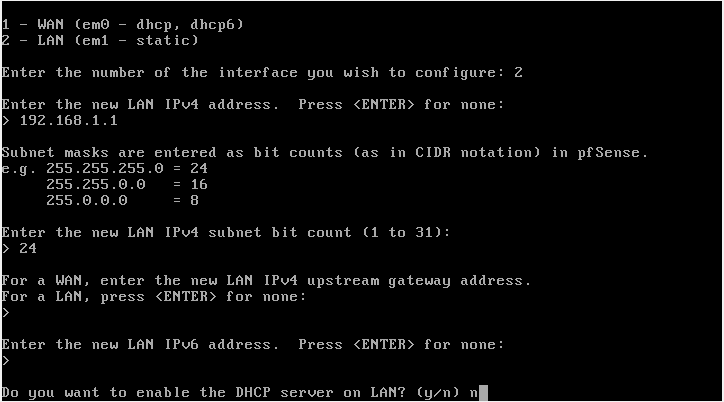 1 - WAN (em0 - dhcp, dhcp6)
2 - LAN (em1 - static)
Enter the number of the interface you wish to configure: 2
Enter the new LAN IPv4 address.  Press <ENTER> for none:
> 192.168.1.1
Subnet masks are entered as bit counts (as in CIDR notation) in pfSense.
e.g. 255.255.255.0 = 24
     255.255.0.0   = 16
     255.0.0.0     = 8
Enter the new LAN IPv4 subnet bit count (1 to 31):
> 24
For a WAN, enter the new LAN IPv4 upstream gateway address.
For a LAN, press <ENTER> for none:
>
Enter the new LAN IPv6 address.  Press <ENTER> for none:
>
Do you want to enable the DHCP server on LAN? (y/n) n